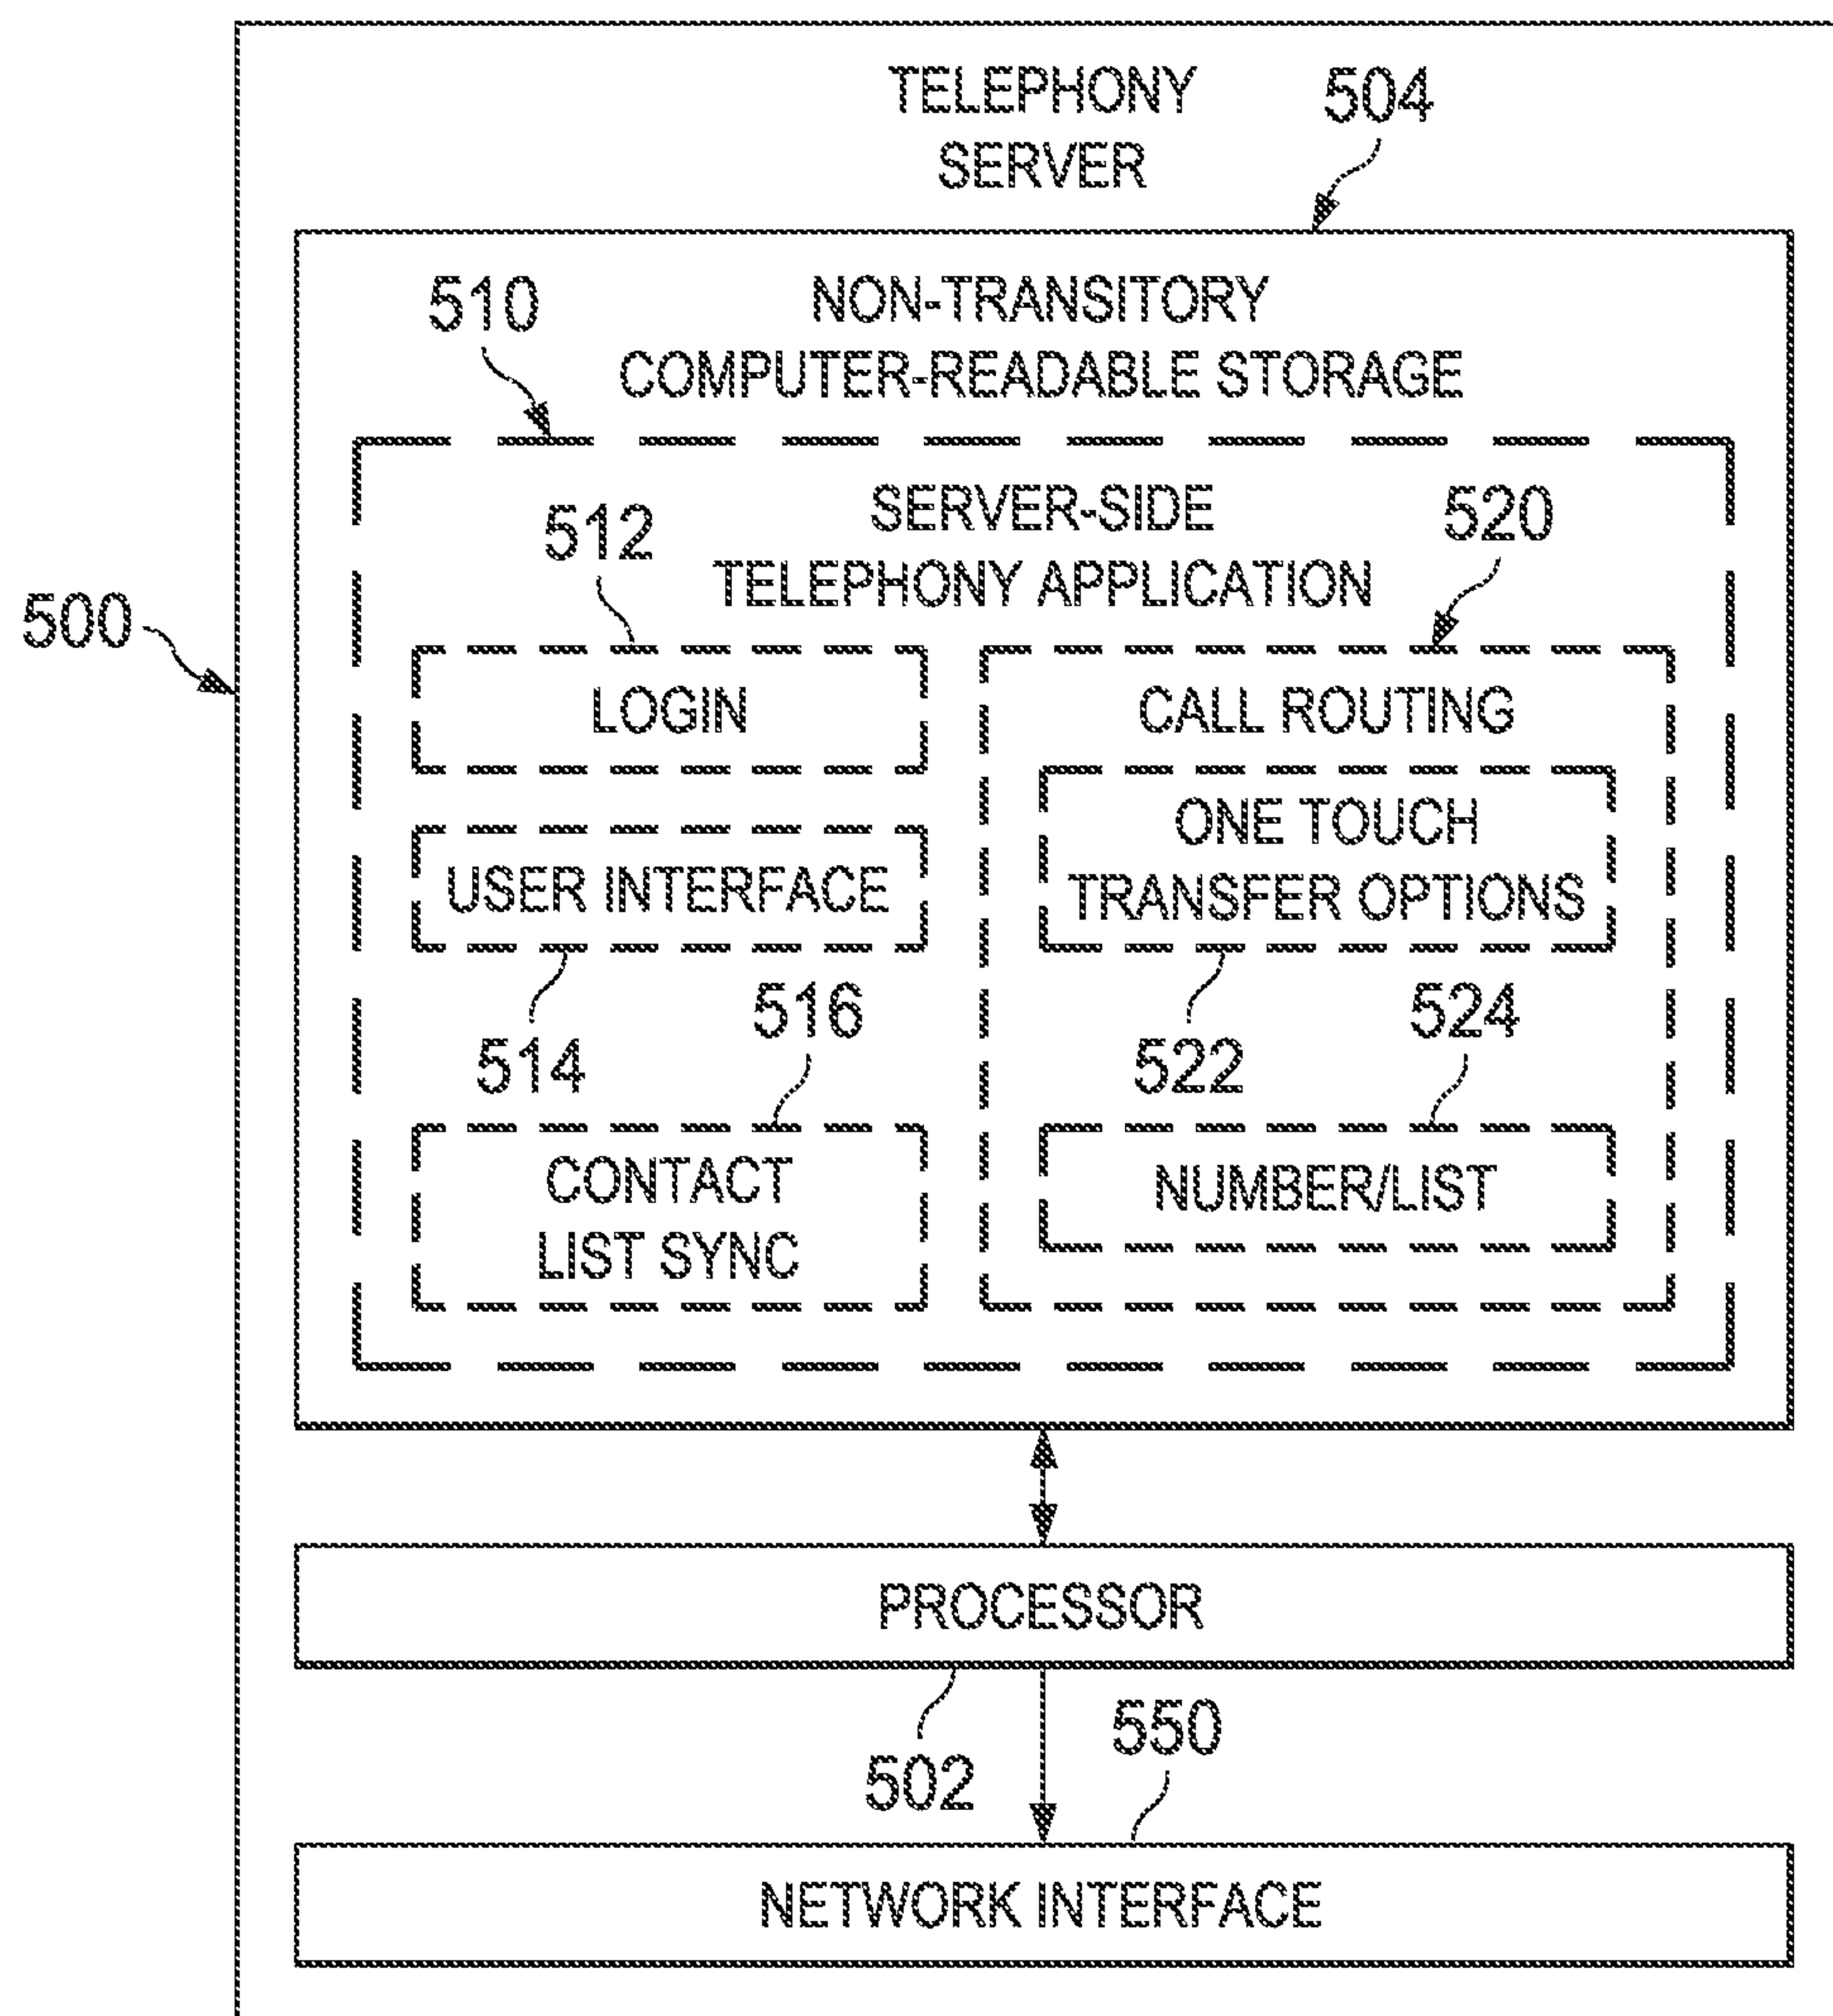 TELEPHONY
SERVER
504
NON-TRANSITORY
COMPUTER-READABLE STORAGE
510
SERVER-SIDE
TELEPHONY APPLICATION
512
520
500
LOGIN
CALL ROUTING
USER INTERFACE
ONE TOUCH
TRANSFER OPTIONS
514
516
522
524
CONTACT
LIST SYNC
NUMBER/LIST
PROCESSOR
502
550
NETWORK INTERFACE